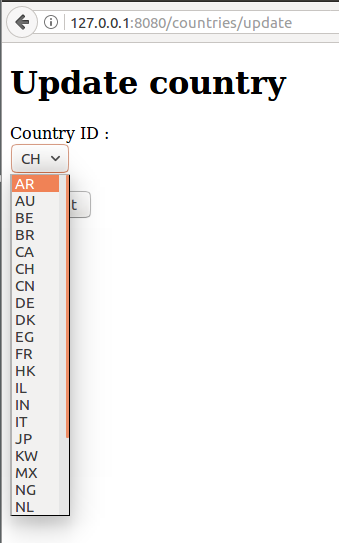 127.0.0.1:8080/countries/update
Update country
Country ID :
CH
AR
AU
BE
BR
CA
CH
CN
DE
DK
EG
FR
HK
IL
IN
IT
JP
KW
MX
NG
NL
t